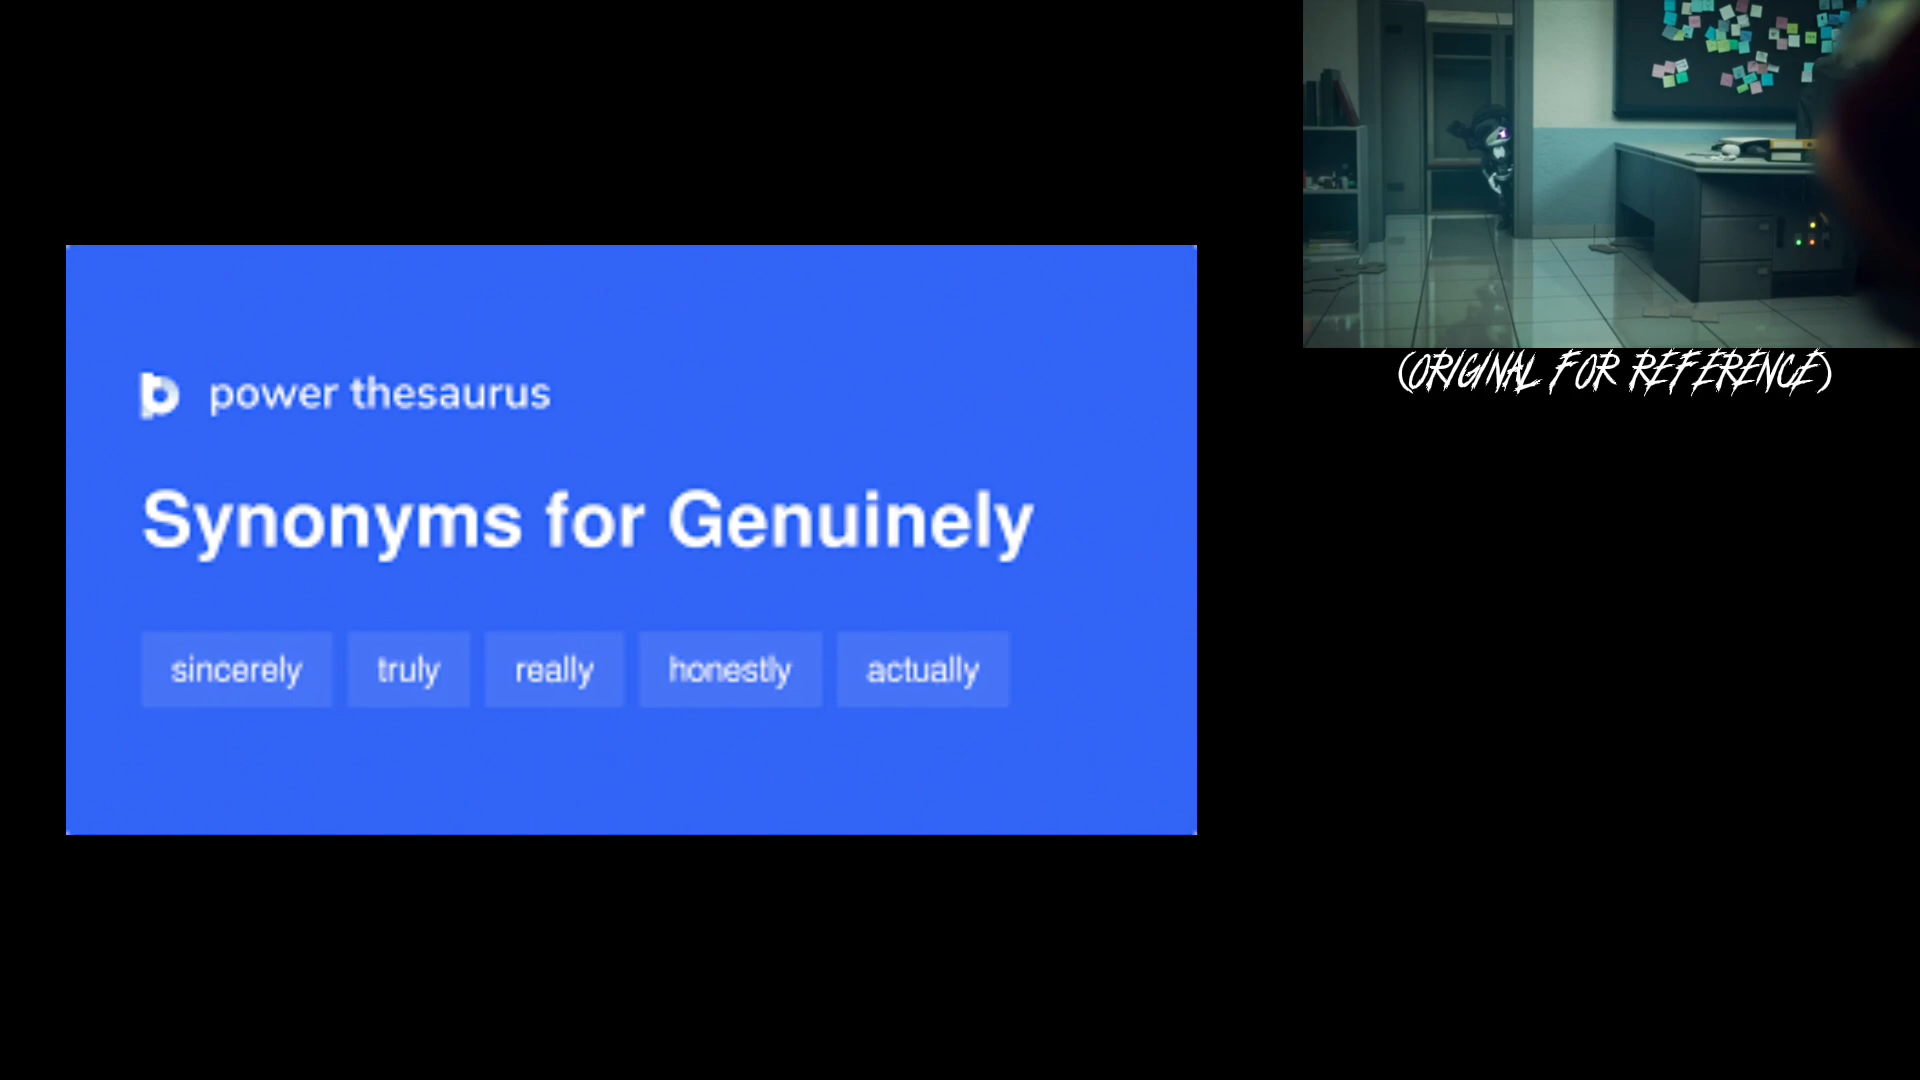 power thesaurus
Synonyms for Genuinely
sincerely truly really honestly actually
(ORIGINAL FOR REFERENCE)